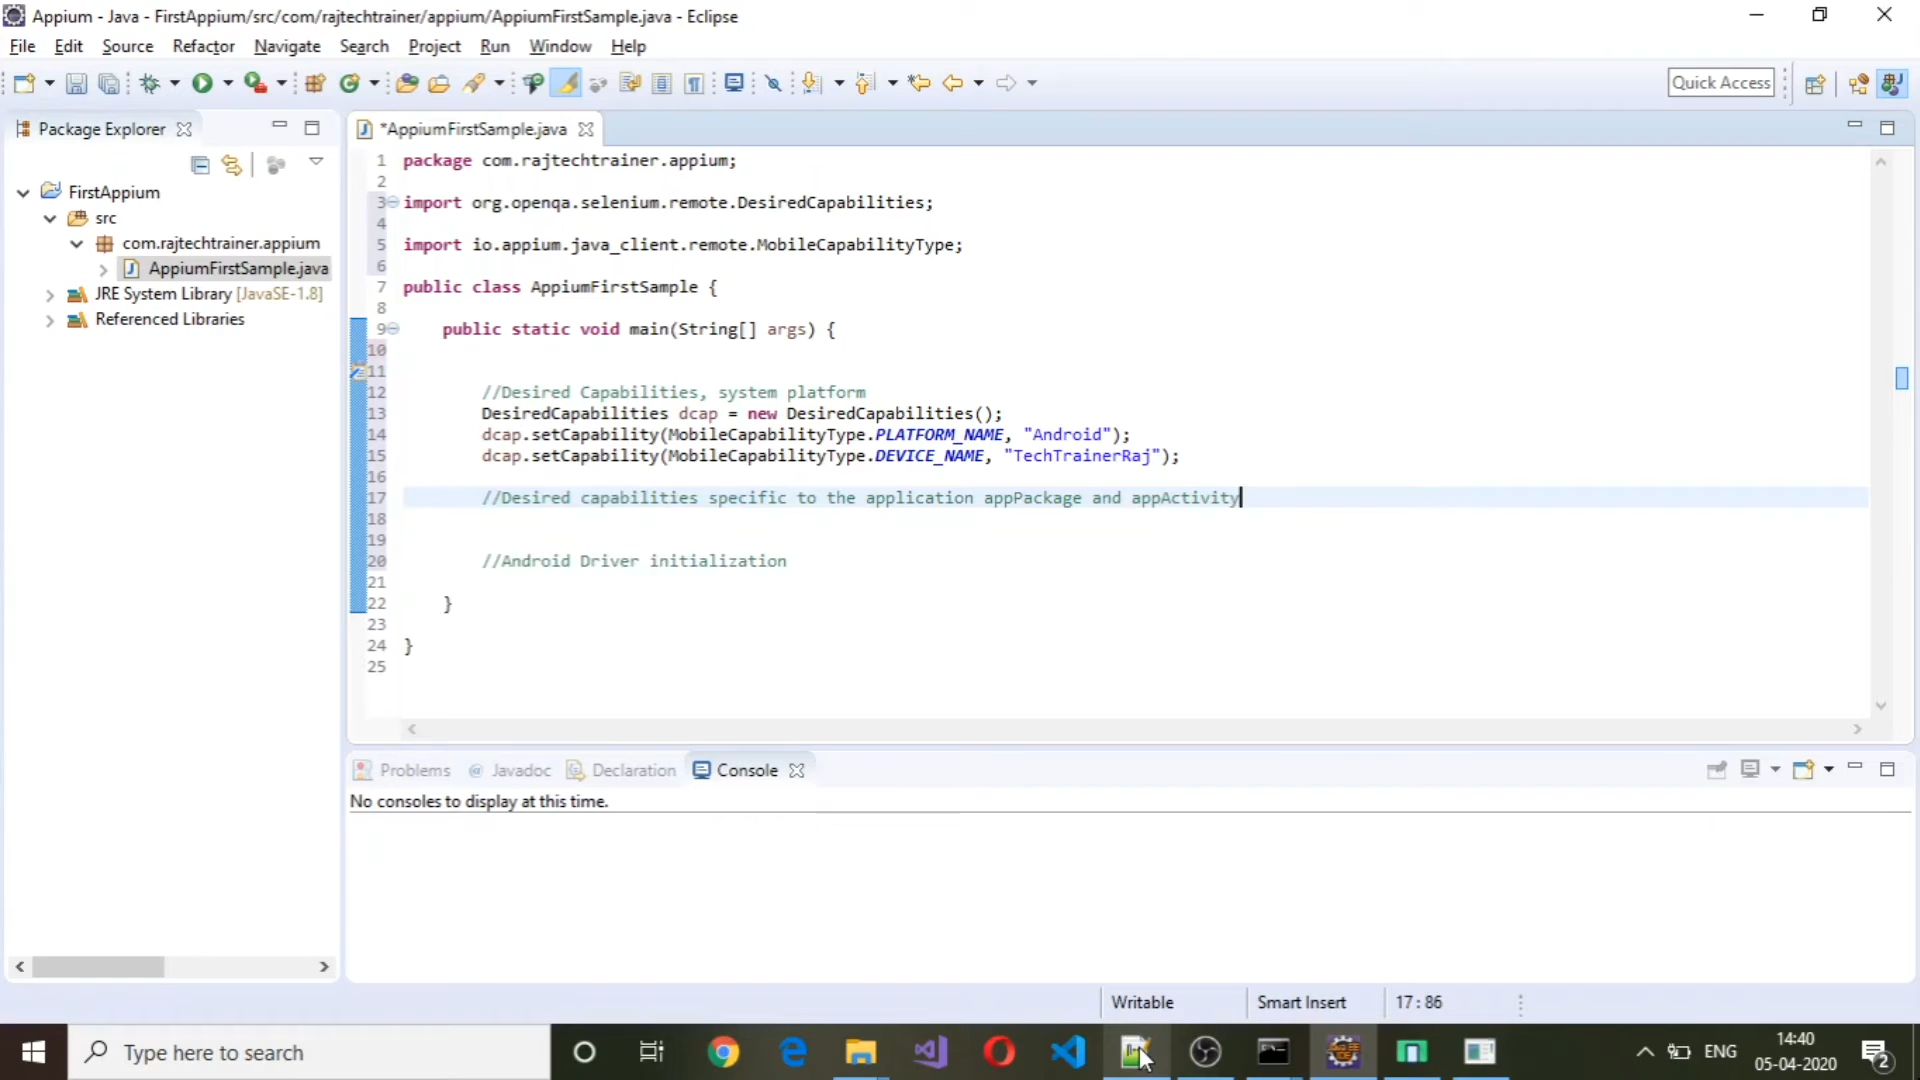 Appium - Java - FirstAppium/src/com/rajtechtrainer/appium/AppiumFirstSample.java - Eclipse
File Edit Source Refactor Navigate Search Project Run Window Help
Quick Access
Package Explorer
*AppiumFirstSample.java
FirstAppium
src
com.rajtechtrainer.appium
AppiumFirstSample.java
JRE System Library [JavaSE-1.8]
Referenced Libraries
1 package com.rajtechtrainer.appium;
2
3 import org.openqa.selenium.remote.DesiredCapabilities;
4
5 import io.appium.java_client.remote.MobileCapabilityType;
6
7 public class AppiumFirstSample {
8
9 public static void main(String[] args) {
10
11
12 //Desired Capabilities, system platform
13 DesiredCapabilities dcap = new DesiredCapabilities();
14 dcap.setCapability(MobileCapabilityType.PLATFORM_NAME, "Android");
15 dcap.setCapability(MobileCapabilityType.DEVICE_NAME, "TechTrainerRaj");
16
17 //Desired capabilities specific to the application appPackage and appActivity
18
19
20 //Android Driver initialization
21
22 }
23
24 }
25
Problems @ Javadoc Declaration Console
No consoles to display at this time.
Writable Smart Insert 17 : 86
Type here to search
ENG
14:40
05-04-2020
2